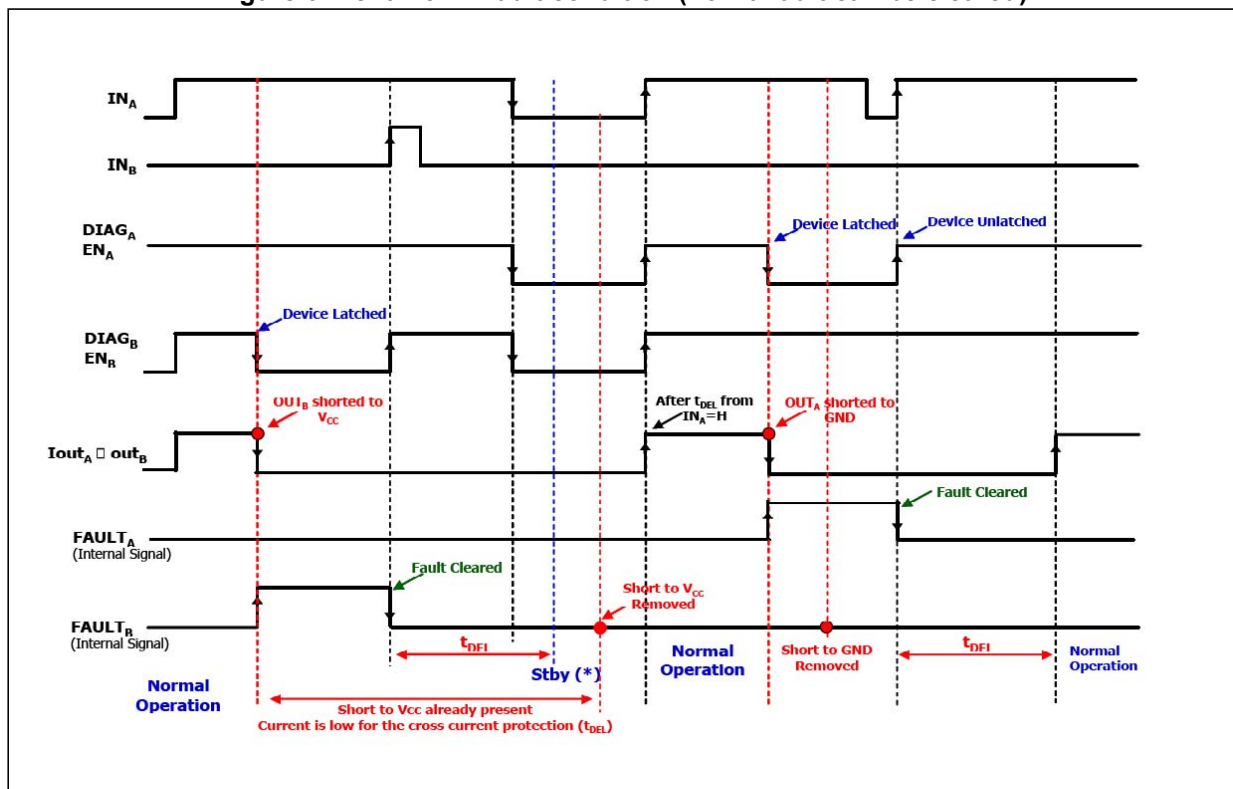 IN_A
IN_B
DIAG_A
EN_A
Device Latched
Device Unlatched
Device Latched
DIAG_B
EN_B
OUT_B shorted to
V_CC
After t_DEL from
IN_A=H
OUT_A shorted to
GND
Iout_A □ out_B
Fault Cleared
FAULT_A
(Internal Signal)
Fault Cleared
Short to V_CC
Removed
FAULT_B
(Internal Signal)
t_DEL
Normal
Operation
Short to GND
Removed
t_DEL
Normal
Operation
Stby (*)
Normal
Operation
Short to Vcc already present
Current is low for the cross current protection (t_DEL)